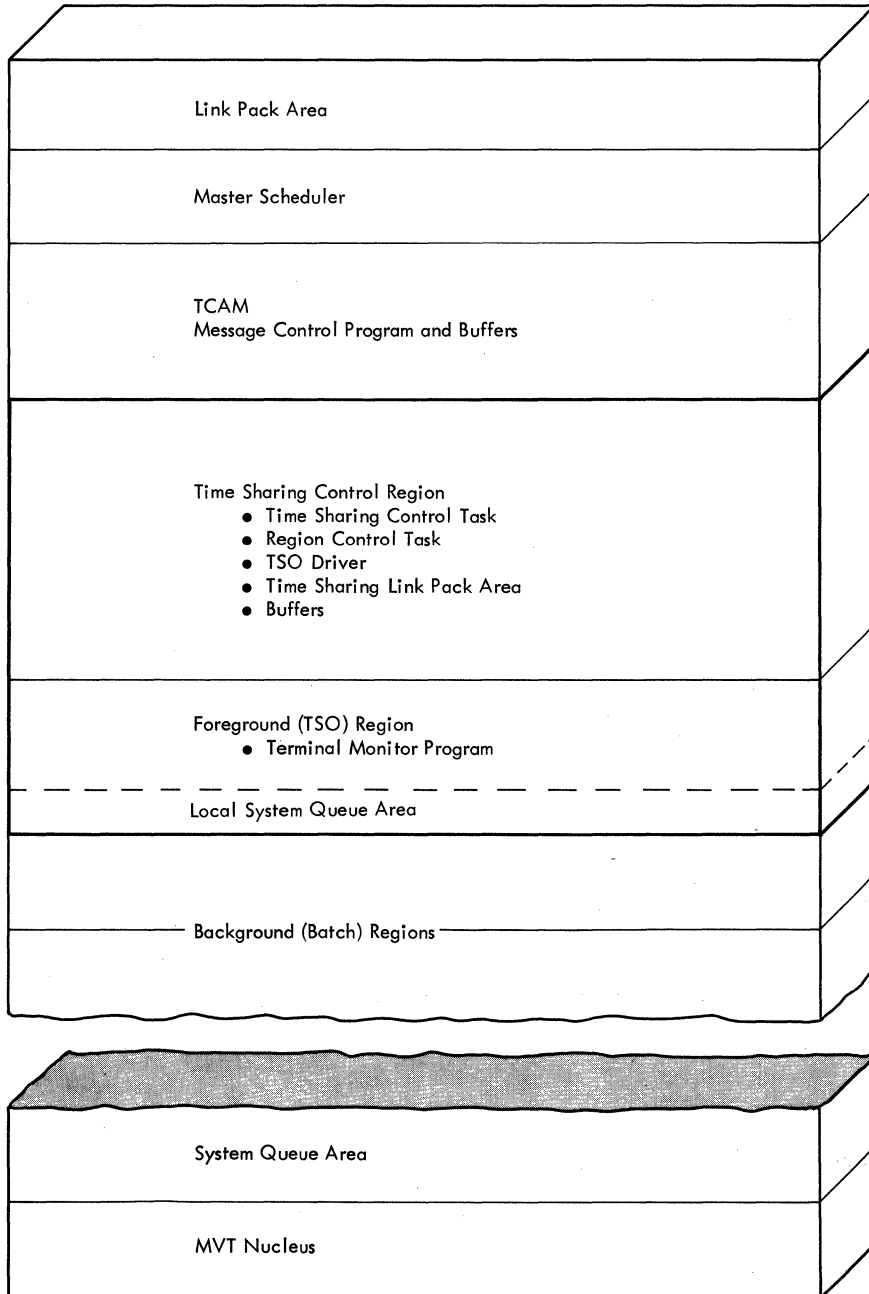 Link Pack Area
Master Scheduler
TCAM
Message Control Program and Buffers
Time Sharing Control Region
• Time Sharing Control Task
• Region Control Task
• TSO Driver
• Time Sharing Link Pack Area
• Buffers
Foreground (TSO) Region
• Terminal Monitor Program
Local System Queue Area
Background (Batch) Regions
System Queue Area
MVT Nucleus